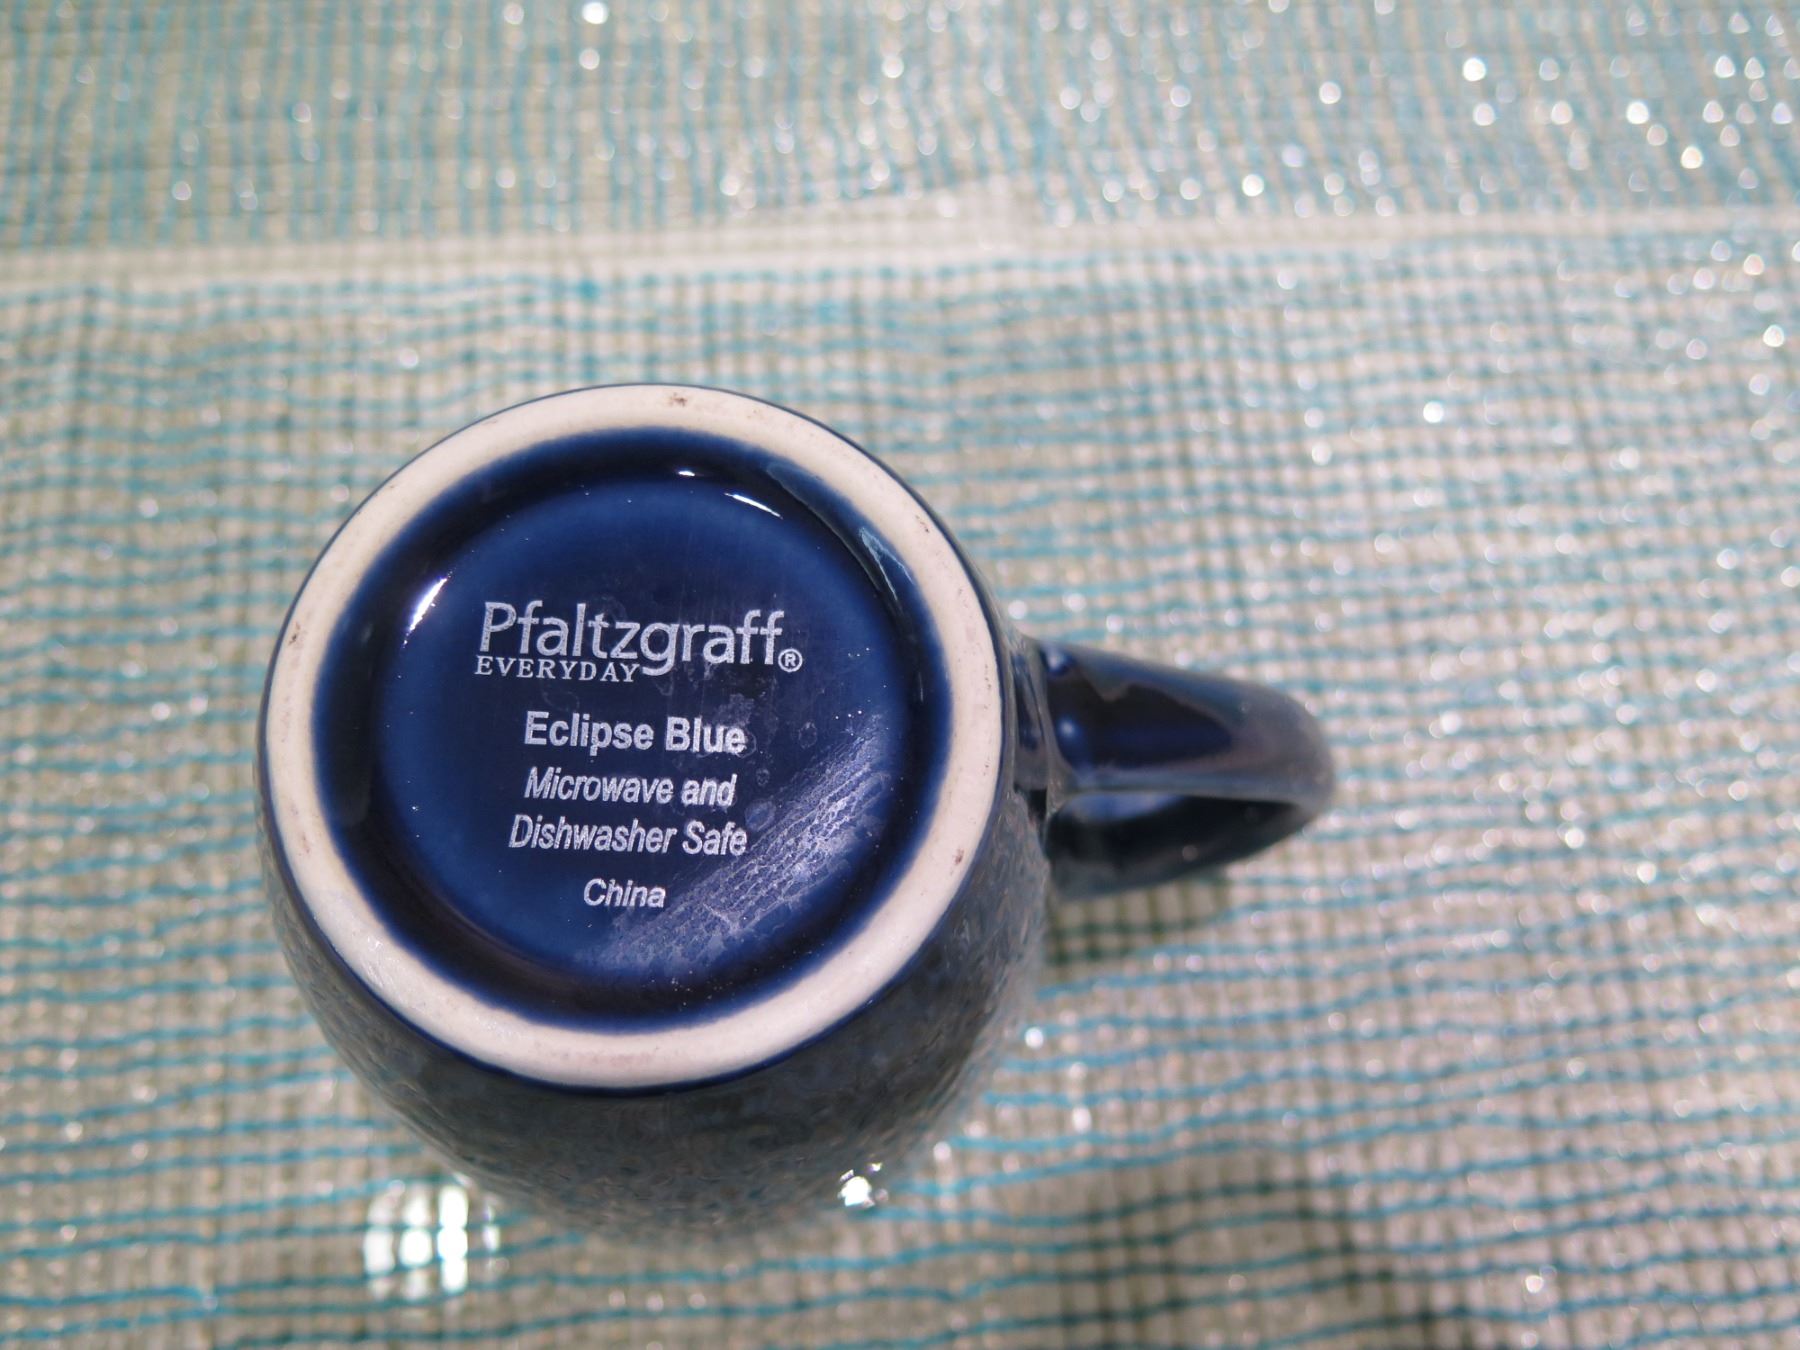 Pfaltzgraff®
EVERYDAY
Eclipse Blue
Microwave and
Dishwasher Safe
China